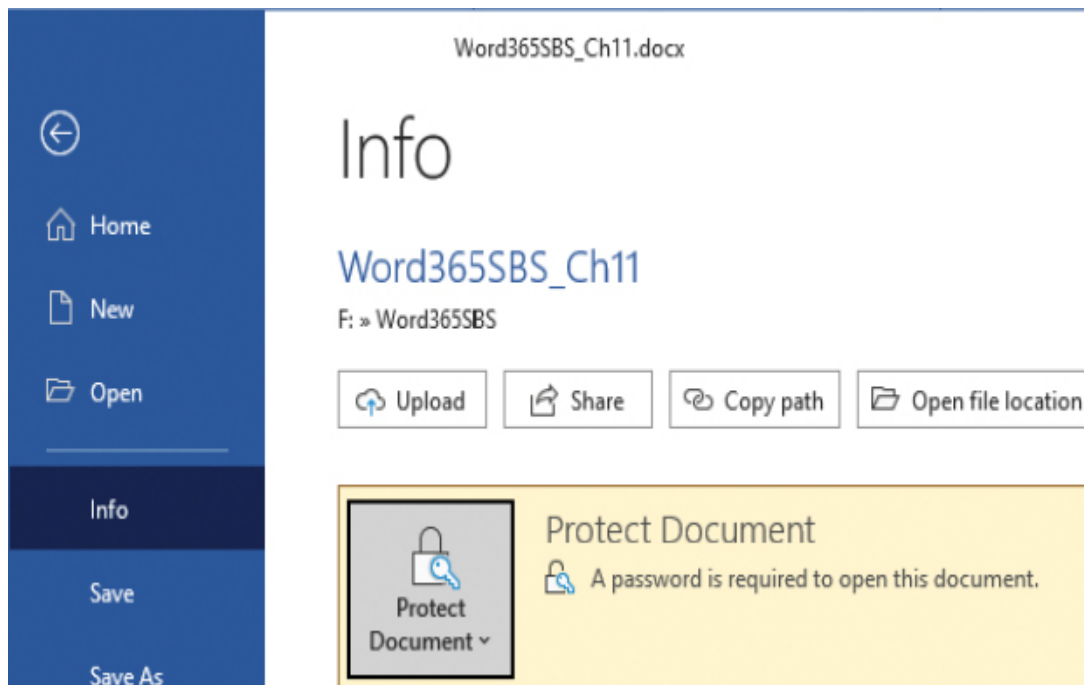 Word365SBS_Ch11.docx
Info
Home
New
Open
Info
Save
Save As
Word365SBS_Ch11
F: » Word365SBS
Upload
Share
Copy path
Open file location
Protect Document
Protect Document
A password is required to open this document.